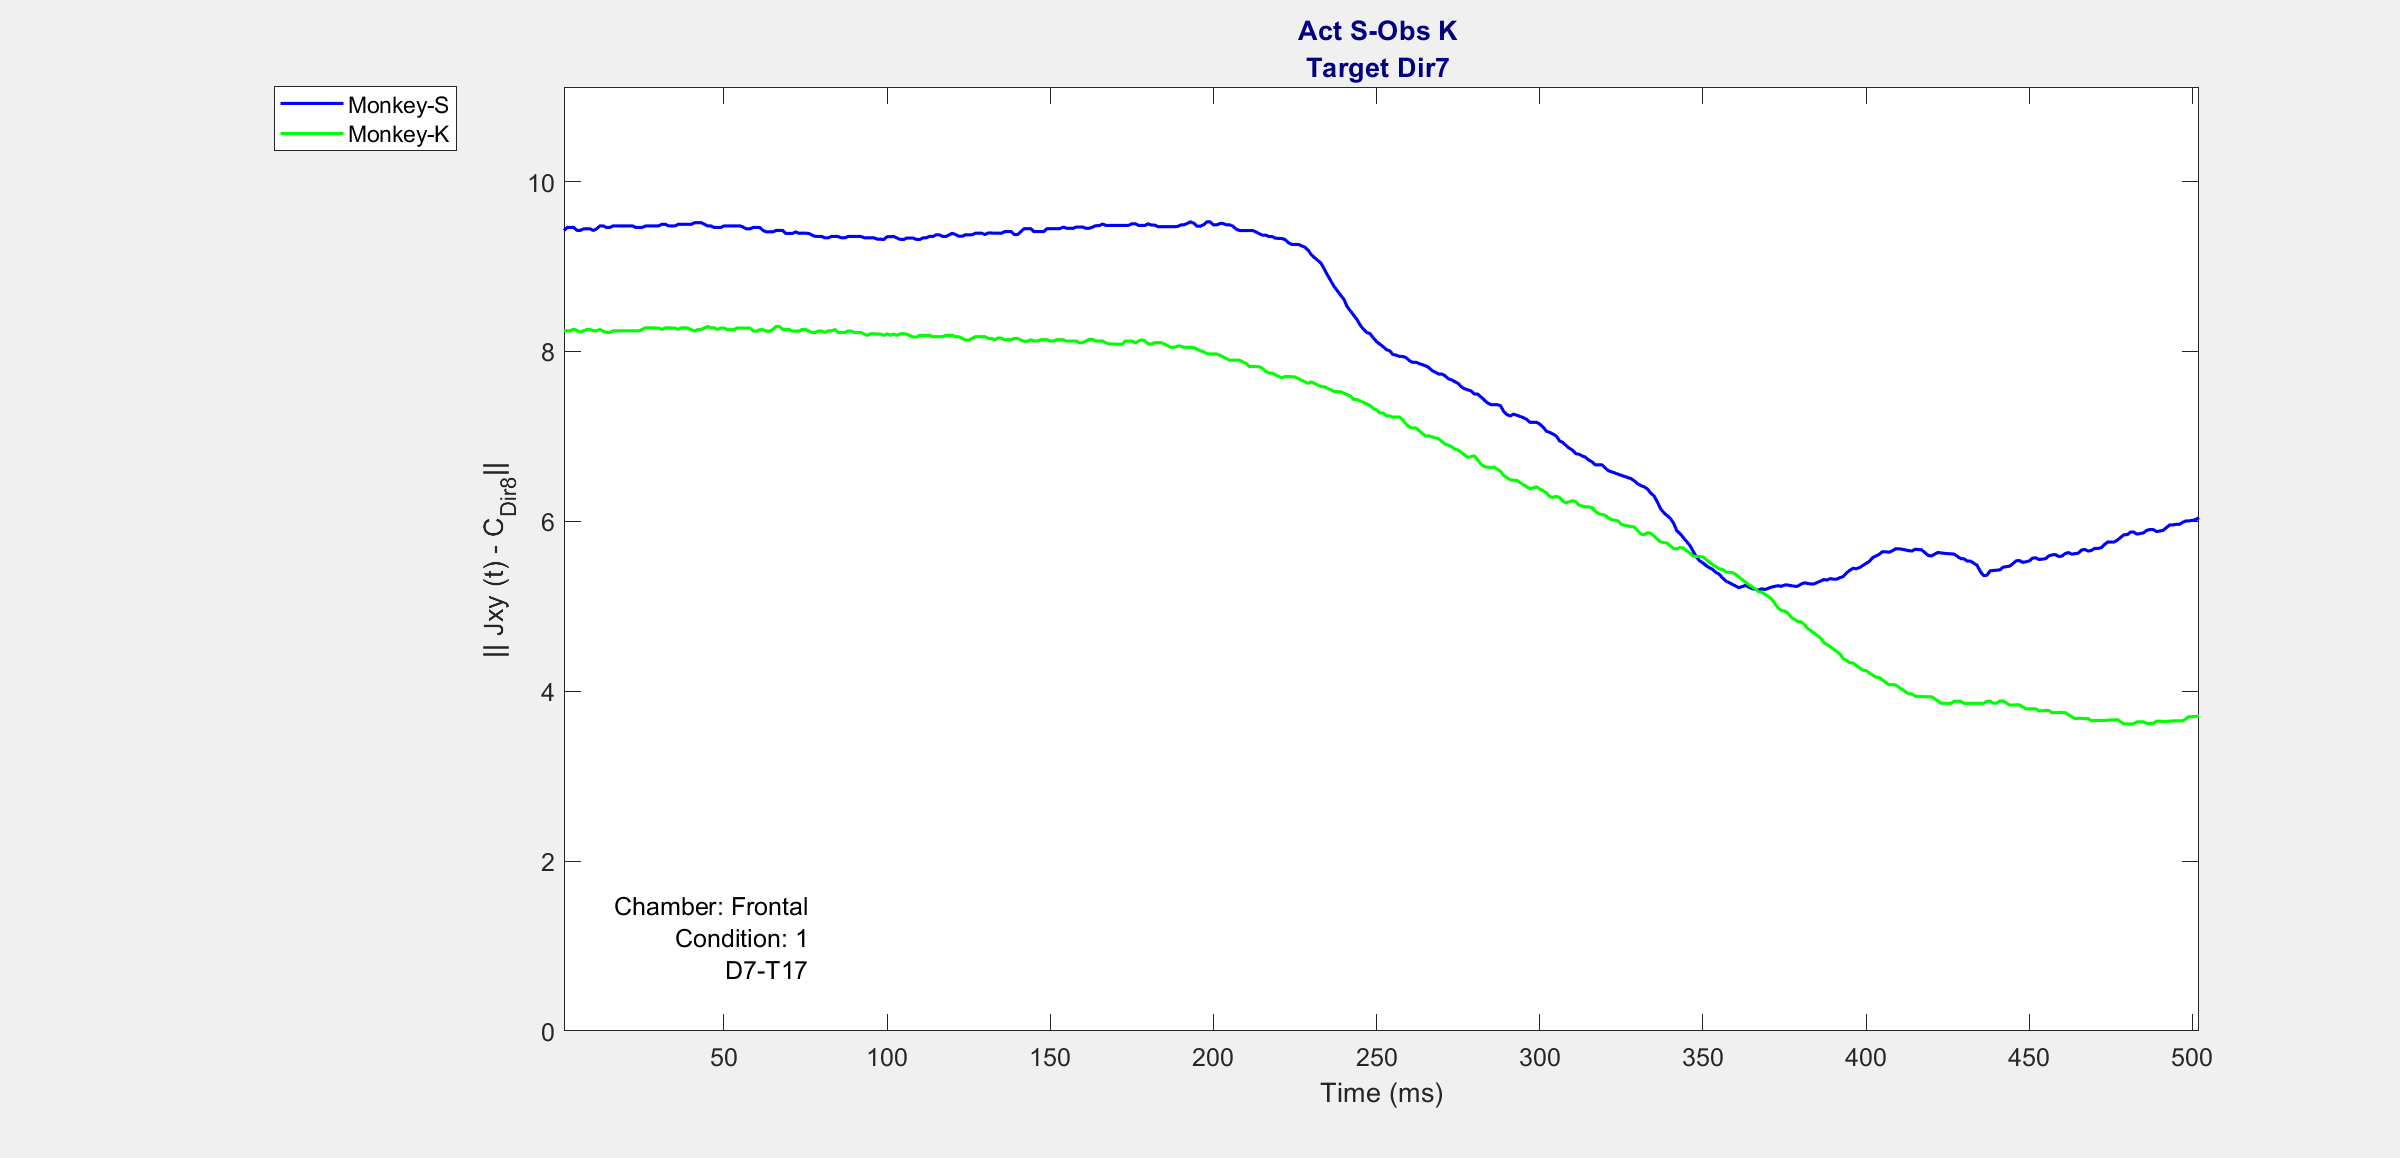 Act S-Obs K
Target Dir7
Monkey-S
Monkey-K
10
8
6
4
2
0
|| Jxy (t) - C_Dir8||
Chamber: Frontal
Condition: 1
D7-T17
50 100 150 200 250 300 350 400 450 500
Time (ms)